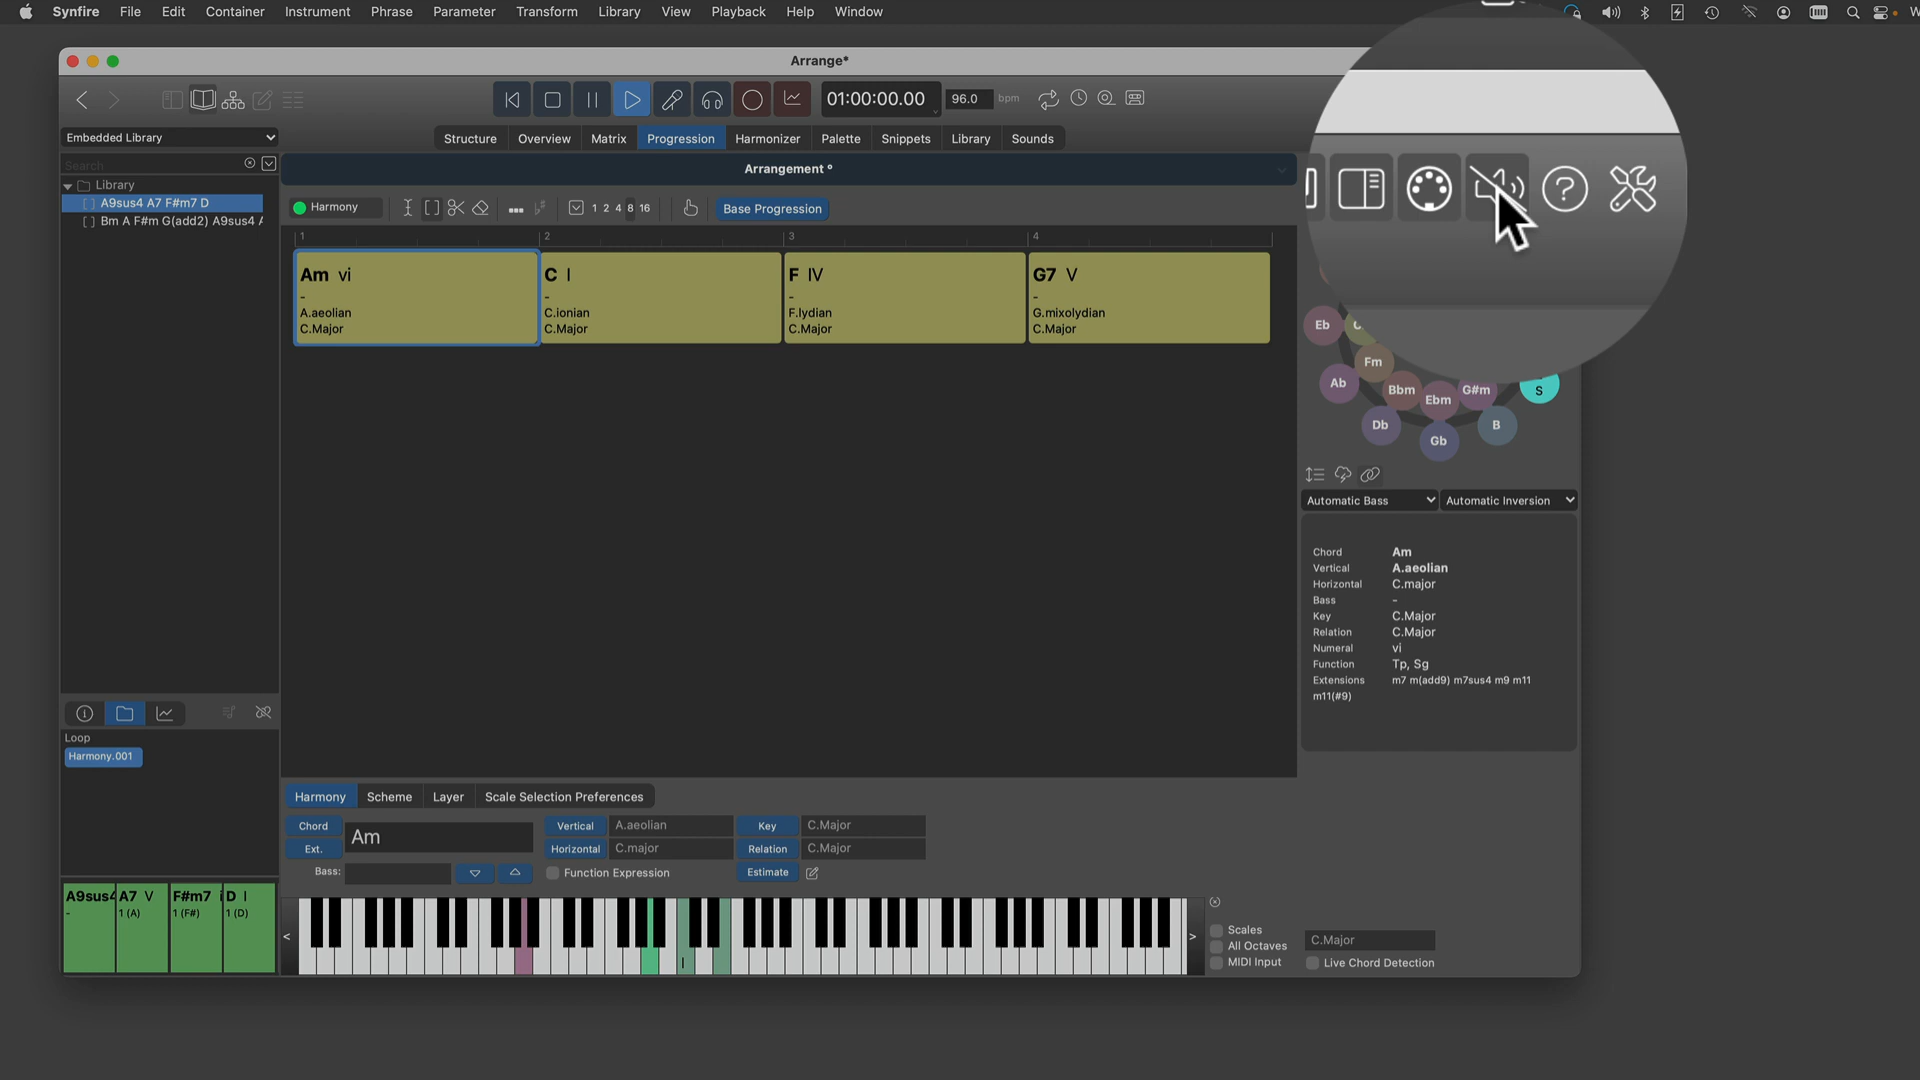 Synfire File Edit Container Instrument Phrase Parameter Transform Library View Playback Help Window
Arrange*
01:00:00.00 96.0 bpm
Embedded Library
Structure Overview Matrix Progression Harmonizer Palette Snippets Library Sounds
Search
Arrangement
Library
A9sus4 A7 F#m7 D
Bm A F#m G(add2) A9sus4
Harmony 1 2 4 8 16 Base Progression
1 2 3 4
Am vi C I F IV G7 V
- - - -
A.aeolian C.ionian F.lydian G.mixolydian
C.Major C.Major C.Major C.Major
Eb
Fm
Ab Bbm Ebm G#m S
Db Gb B
Automatic Bass Automatic Inversion
Chord Am
Vertical A.aeolian
Horizontal C.major
Bass -
Key C.Major
Relation C.Major
Numeral vi
Function Tp, Sg
Extensions m7 m(add9) m7sus4 m9 m11
m11(#9)
Loop
Harmony.001
Harmony Scheme Layer Scale Selection Preferences
Chord Am Vertical A.aeolian Key C.Major
Ext. Horizontal C.major Relation C.Major
Bass: Function Expression Estimate
A9sus4 A7 V F#m7 D I
- 1 (A) 1 (F#) 1 (D)
< >
Scales
All Octaves C.Major
MIDI Input Live Chord Detection